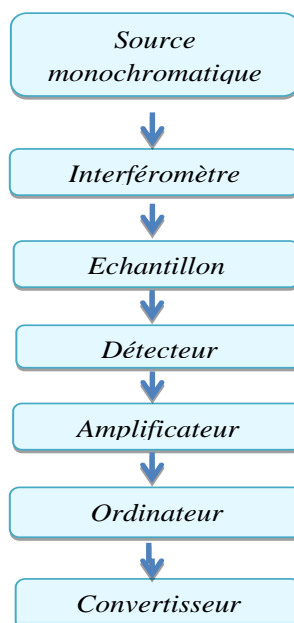 Source
monochromatique
Interféromètre
Echantillon
Détecteur
Amplificateur
Ordinateur
Convertisseur